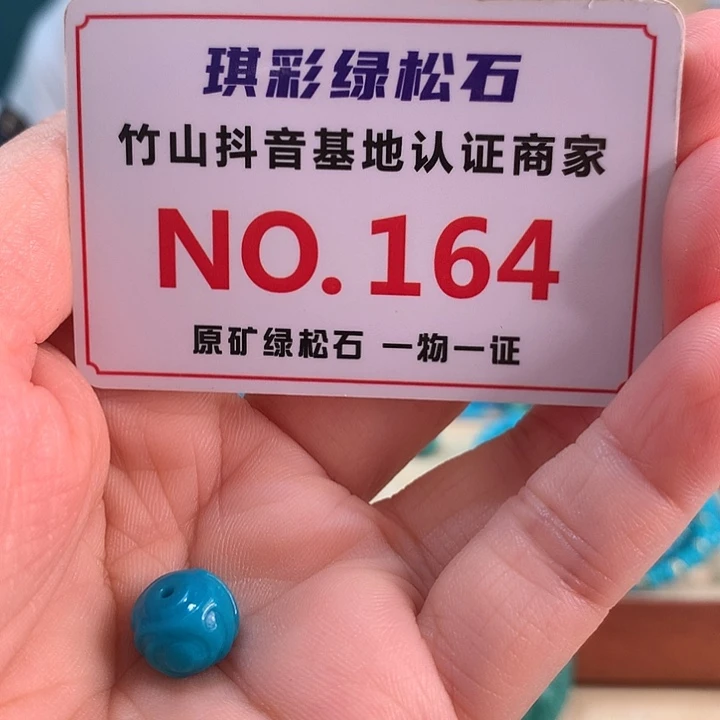 琪彩绿松石
竹山抖音基地认证商家
NO.164
原矿绿松石 一物一证